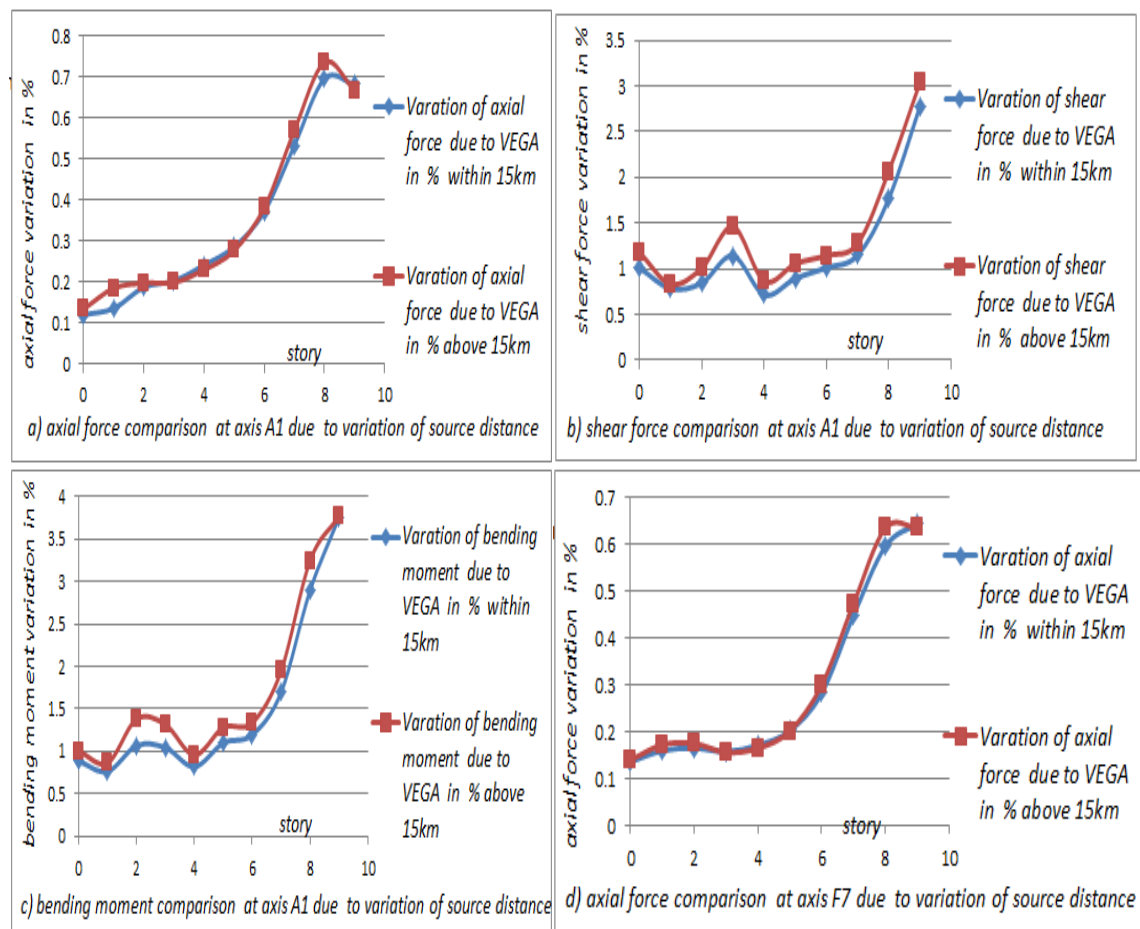 axial force variation in %
0.8
0.7
0.6
0.5
0.4
0.3
0.2
0.1
0
0 2 4 6 8 10
story
Varation of axial
force due to VEGA
in % within 15km
Varation of axial
force due to VEGA
in % above 15km
a) axial force comparison at axis A1 due to variation of source distance
shear force variation in %
3.5
3
2.5
2
1.5
1
0.5
0
0 2 4 6 8 10
story
Varation of shear
force due to VEGA
in % within 15km
Varation of shear
force due to VEGA
in % above 15km
b) shear force comparison at axis A1 due to variation of source distance
bending moment variation in %
4
3.5
3
2.5
2
1.5
1
0.5
0
0 2 4 6 8 10
story
Varation of bending
moment due to
VEGA in % within
15km
Varation of bending
moment due to
VEGA in % above
15km
c) bending moment comparison at axis A1 due to variation of source distance
axial force variation in %
0.7
0.6
0.5
0.4
0.3
0.2
0.1
0
0 2 4 6 8 10
story
Varation of axial
force due to VEGA
in % within 15km
Varation of axial
force due to VEGA
in % above 15km
d) axial force comparison at axis F7 due to variation of source distance